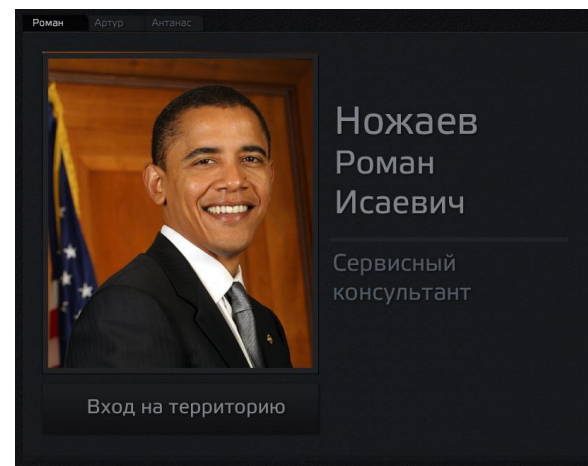 Роман Артур Антанас
Ножаев
Роман
Исаевич
Сервисный
консультант
Вход на территорию